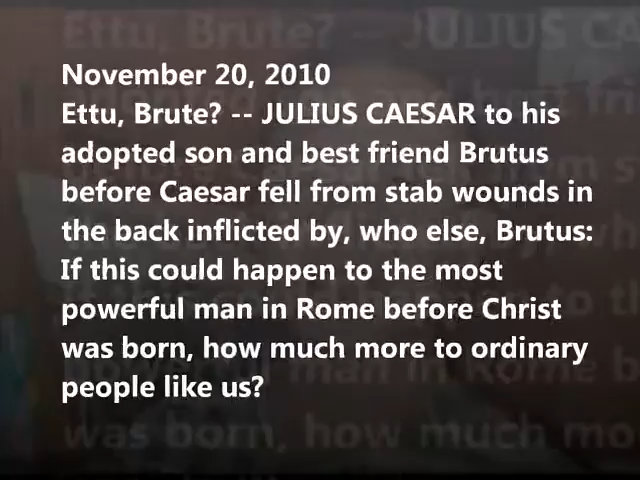 November 20, 2010
Ettu, Brute? -- JULIUS CAESAR to his
adopted son and best friend Brutus
before Caesar fell from stab wounds in
the back inflicted by, who else, Brutus:
If this could happen to the most
powerful man in Rome before Christ
was born, how much more to ordinary
people like us?